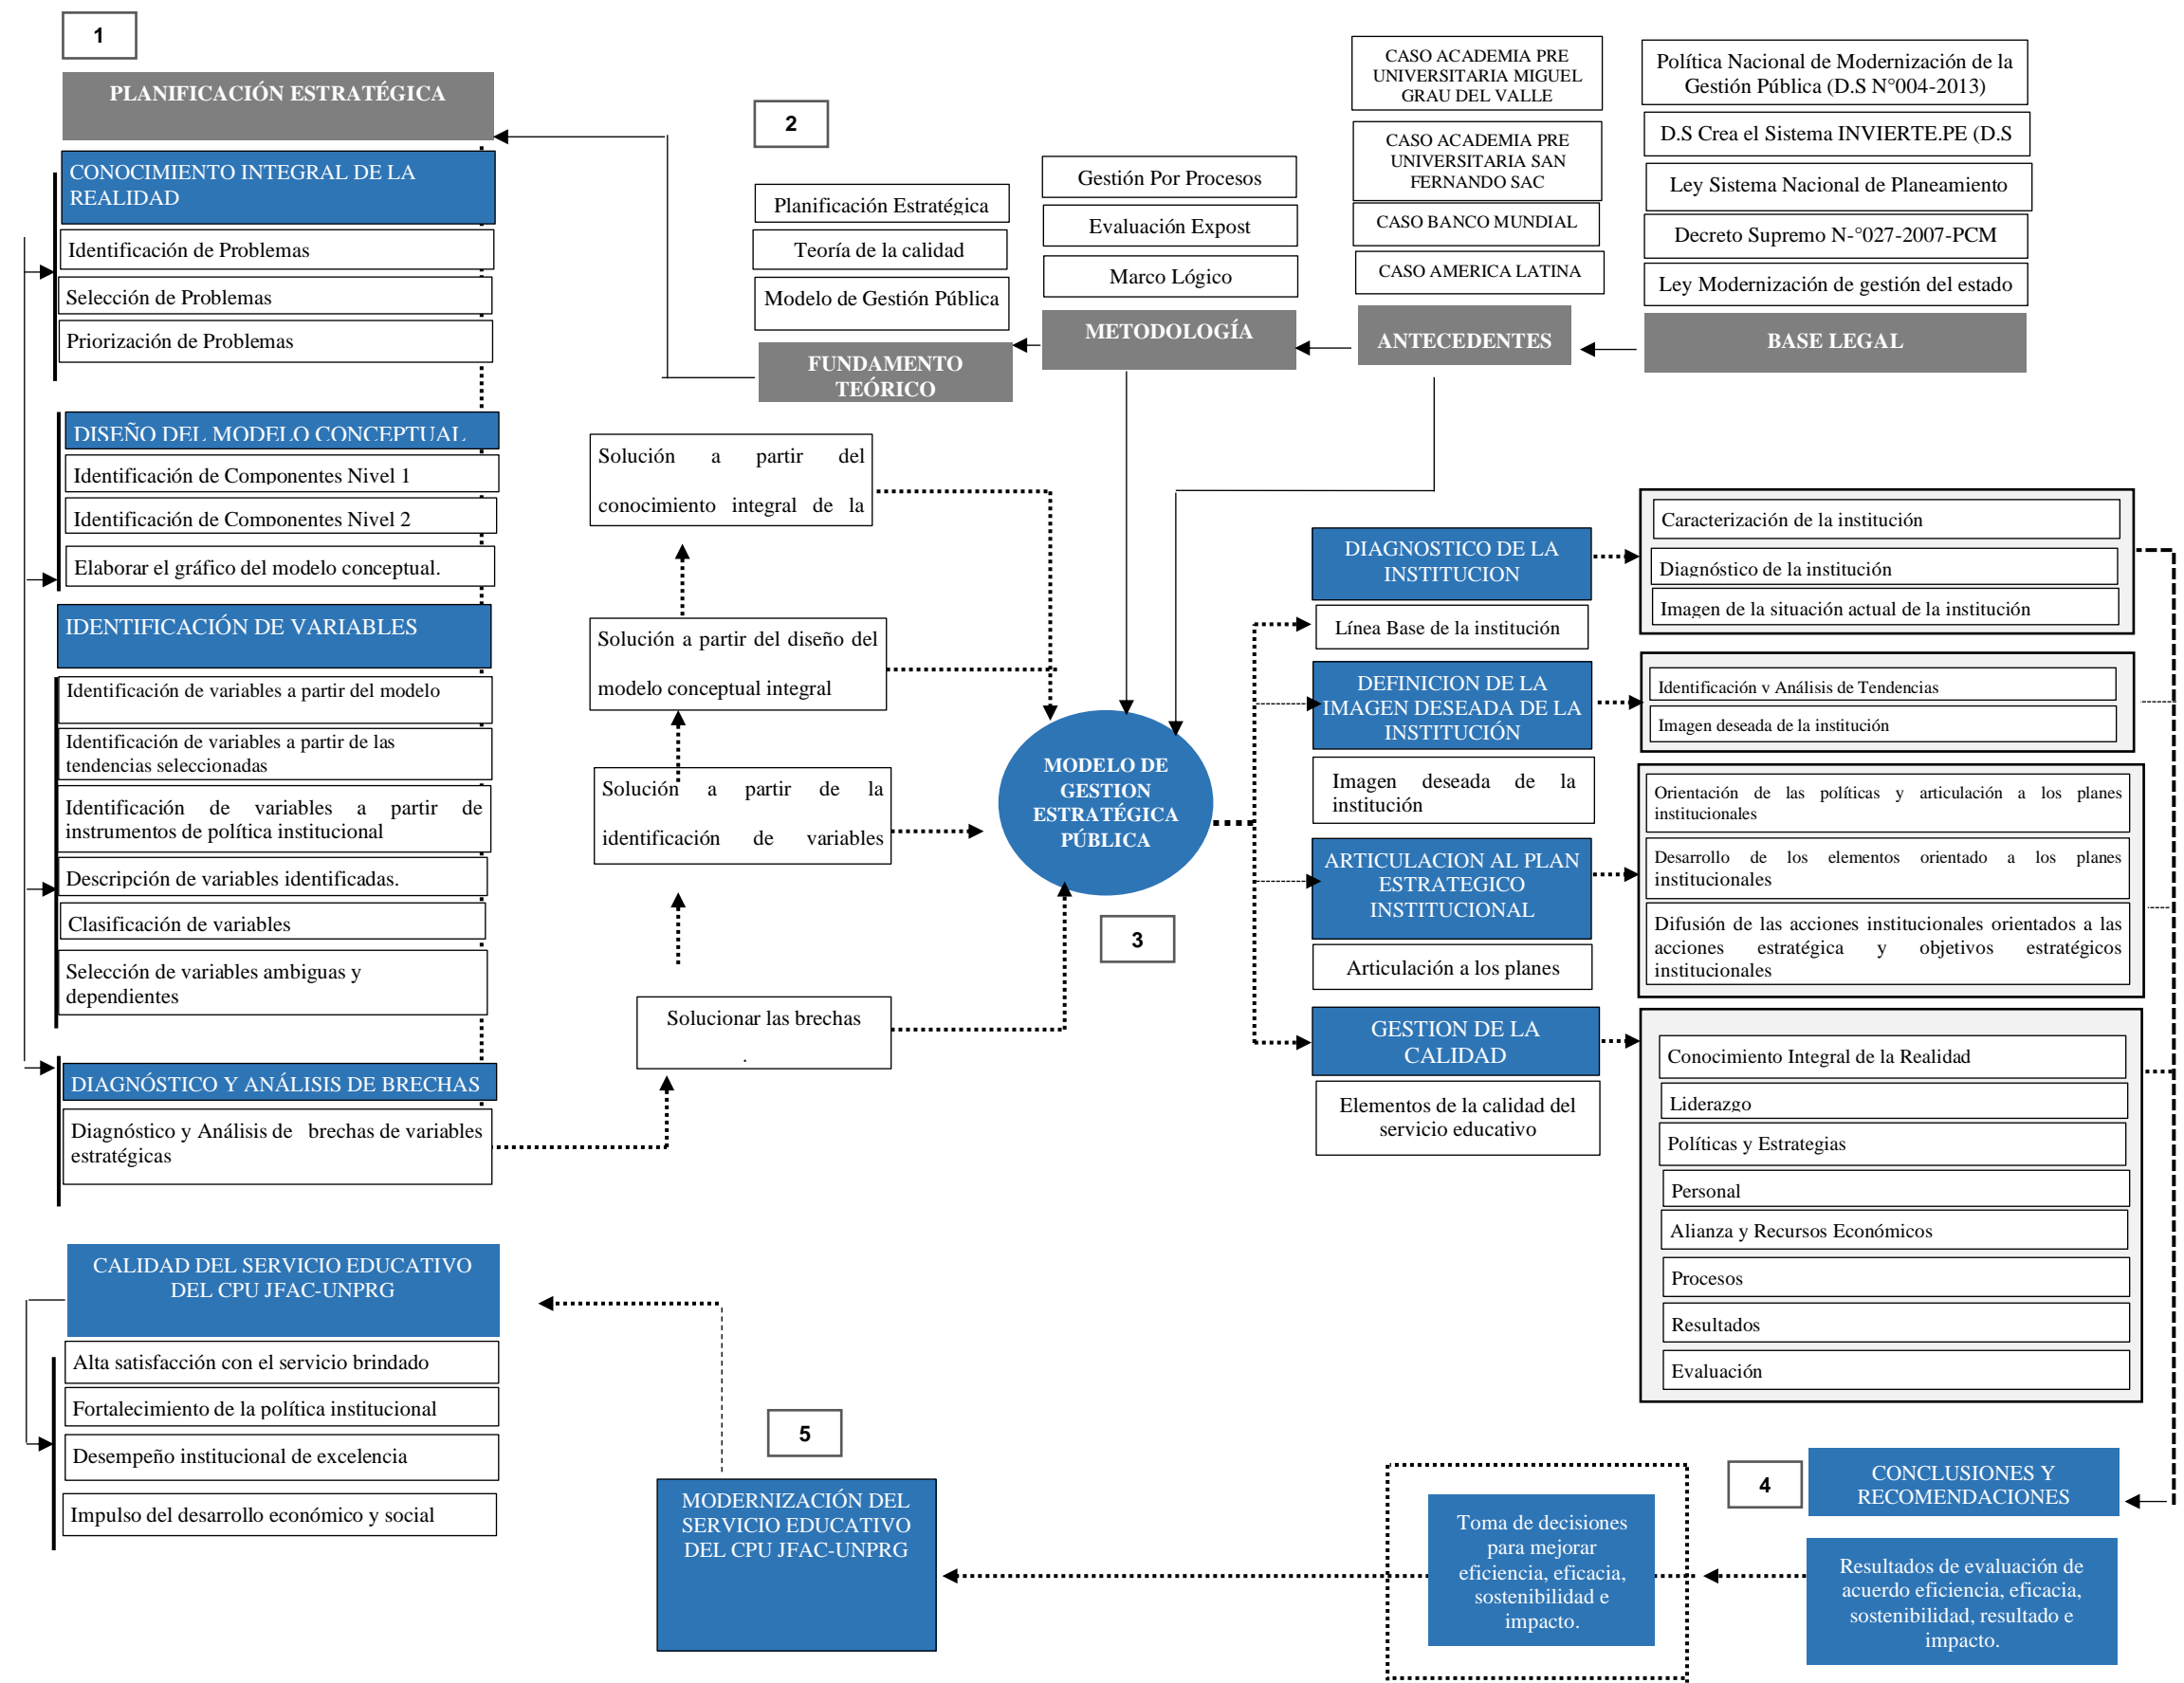 1
PLANIFICACIÓN ESTRATÉGICA
CONOCIMIENTO INTEGRAL DE LA
REALIDAD
Identificación de Problemas
Selección de Problemas
Priorización de Problemas
DISEÑO DEL MODELO CONCEPTUAL
Identificación de Componentes Nivel 1
Identificación de Componentes Nivel 2
Elaborar el gráfico del modelo conceptual.
IDENTIFICACIÓN DE VARIABLES
Identificación de variables a partir del modelo
Identificación de variables a partir de las
tendencias seleccionadas
Identificación de variables a partir de
instrumentos de política institucional
Descripción de variables identificadas.
Clasificación de variables
Selección de variables ambiguas y
dependientes
DIAGNÓSTICO Y ANÁLISIS DE BRECHAS
Diagnóstico y Análisis de brechas de variables
estratégicas
2
Planificación Estratégica
Teoría de la calidad
Modelo de Gestión Pública
FUNDAMENTO
TEÓRICO
Gestión Por Procesos
Evaluación Expost
Marco Lógico
METODOLOGÍA
CASO ACADEMIA PRE
UNIVERSITARIA MIGUEL
GRAU DEL VALLE
CASO ACADEMIA PRE
UNIVERSITARIA SAN
FERNANDO SAC
CASO BANCO MUNDIAL
CASO AMERICA LATINA
ANTECEDENTES
Política Nacional de Modernización de la
Gestión Pública (D.S N°004-2013)
D.S Crea el Sistema INVIERTE.PE (D.S
Ley Sistema Nacional de Planeamiento
Decreto Supremo N-°027-2007-PCM
Ley Modernización de gestión del estado
BASE LEGAL
Solución a partir del
conocimiento integral de la
Solución a partir del diseño del
modelo conceptual integral
Solución a partir de la
identificación de variables
Solucionar las brechas
.
MODELO DE
GESTION
ESTRATÉGICA
PÚBLICA
3
DIAGNOSTICO DE LA
INSTITUCION
Línea Base de la institución
DEFINICION DE LA
IMAGEN DESEADA DE LA
INSTITUCIÓN
Imagen deseada de la
institución
ARTICULACION AL PLAN
ESTRATEGICO
INSTITUCIONAL
Articulación a los planes
GESTION DE LA
CALIDAD
Elementos de la calidad del
servicio educativo
Caracterización de la institución
Diagnóstico de la institución
Imagen de la situación actual de la institución
Identificación y Análisis de Tendencias
Imagen deseada de la institución
Orientación de las políticas y articulación a los planes
institucionales
Desarrollo de los elementos orientado a los planes
institucionales
Difusión de las acciones institucionales orientados a las
acciones estratégica y objetivos estratégicos
institucionales
Conocimiento Integral de la Realidad
Liderazgo
Políticas y Estrategias
Personal
Alianza y Recursos Económicos
Procesos
Resultados
Evaluación
4
CONCLUSIONES Y
RECOMENDACIONES
Resultados de evaluación de
acuerdo eficiencia, eficacia,
sostenibilidad, resultado e
impacto.
Toma de decisiones
para mejorar
eficiencia, eficacia,
sostenibilidad e
impacto.
5
MODERNIZACIÓN DEL
SERVICIO EDUCATIVO
DEL CPU JFAC-UNPRG
CALIDAD DEL SERVICIO EDUCATIVO
DEL CPU JFAC-UNPRG
Alta satisfacción con el servicio brindado
Fortalecimiento de la política institucional
Desempeño institucional de excelencia
Impulso del desarrollo económico y social